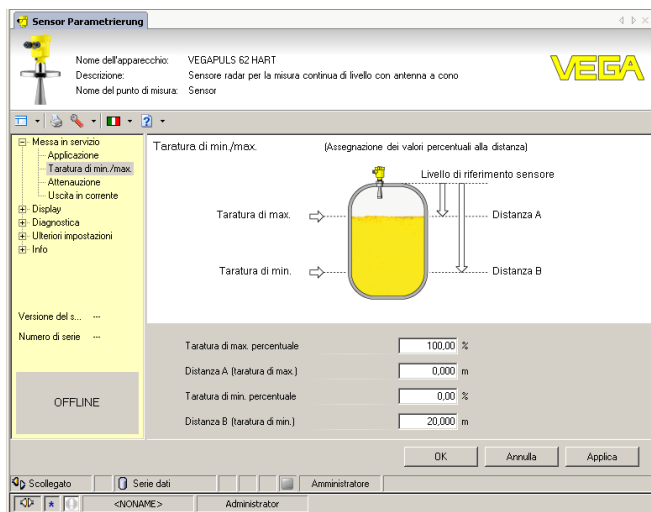 Sensor Parametrierung
Nome dell'apparecchio: VEGAPULS 62 HART
Descrizione: Sensore radar per la misura continua di livello con antenna a cono
Nome del punto di misura: Sensor
VEGA
Messa in servizio
Applicazione
Taratura di min./max.
Attenuazione
Uscita in corrente
Display
Diagnostica
Ulteriori impostazioni
Info
Versione del s... ---
Numero di serie ---
OFFLINE
Taratura di min./max. (Assegnazione dei valori percentuali alla distanza)
Livello di riferimento sensore
Taratura di max. Distanza A
Taratura di min. Distanza B
Taratura di max. percentuale 100,00 %
Distanza A (taratura di max.) 0,000 m
Taratura di min. percentuale 0,00 %
Distanza B (taratura di min.) 20,000 m
OK Annulla Applica
Scollegato Serie dati Amministratore
<NONAME> Administrator